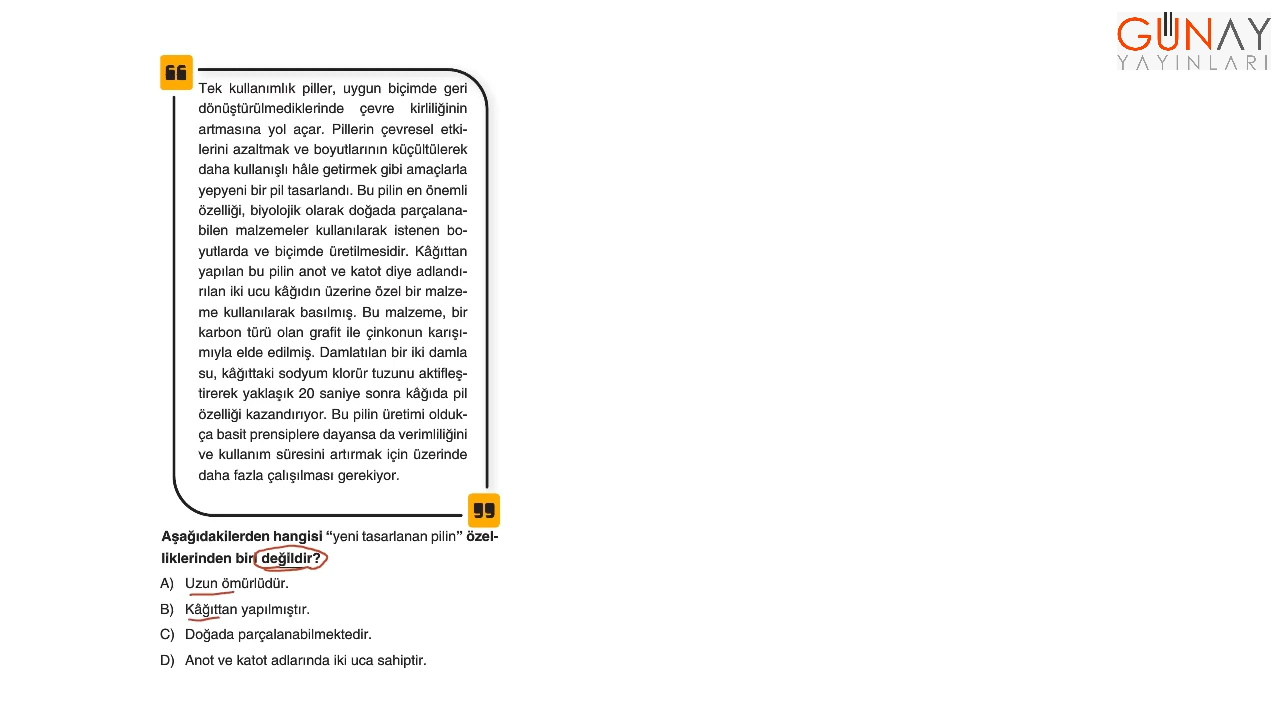 GÜNAY
YAYINLARI
Tek kullanımlık piller, uygun biçimde geri
dönüştürülmediklerinde çevre kirliliğinin
artmasına yol açar. Pillerin çevresel etki-
lerini azaltmak ve boyutlarının küçültülerek
daha kullanışlı hâle getirmek gibi amaçlarla
yepyeni bir pil tasarlandı. Bu pilin en önemli
özelliği, biyolojik olarak doğada parçalana-
bilen malzemeler kullanılarak istenen bo-
yutlarda ve biçimde üretilmesidir. Kâğıttan
yapılan bu pilin anot ve katot diye adlandı-
rılan iki ucu kâğıdın üzerine özel bir malze-
me kullanılarak basılmış. Bu malzeme, bir
karbon türü olan grafit ile çinkonun karışı-
mıyla elde edilmiş. Damlatılan bir iki damla
su, kâğıttaki sodyum klorür tuzunu aktifleş-
tirerek yaklaşık 20 saniye sonra kâğıda pil
özelliği kazandırıyor. Bu pilin üretimi olduk-
ça basit prensiplere dayansa da verimliliğini
ve kullanım süresini artırmak için üzerinde
daha fazla çalışılması gerekiyor.
Aşağıdakilerden hangisi “yeni tasarlanan pilin” özel-
liklerinden biri değildir?
A) Uzun ömürlüdür.
B) Kâğıttan yapılmıştır.
C) Doğada parçalanabilmektedir.
D) Anot ve katot adlarında iki uca sahiptir.